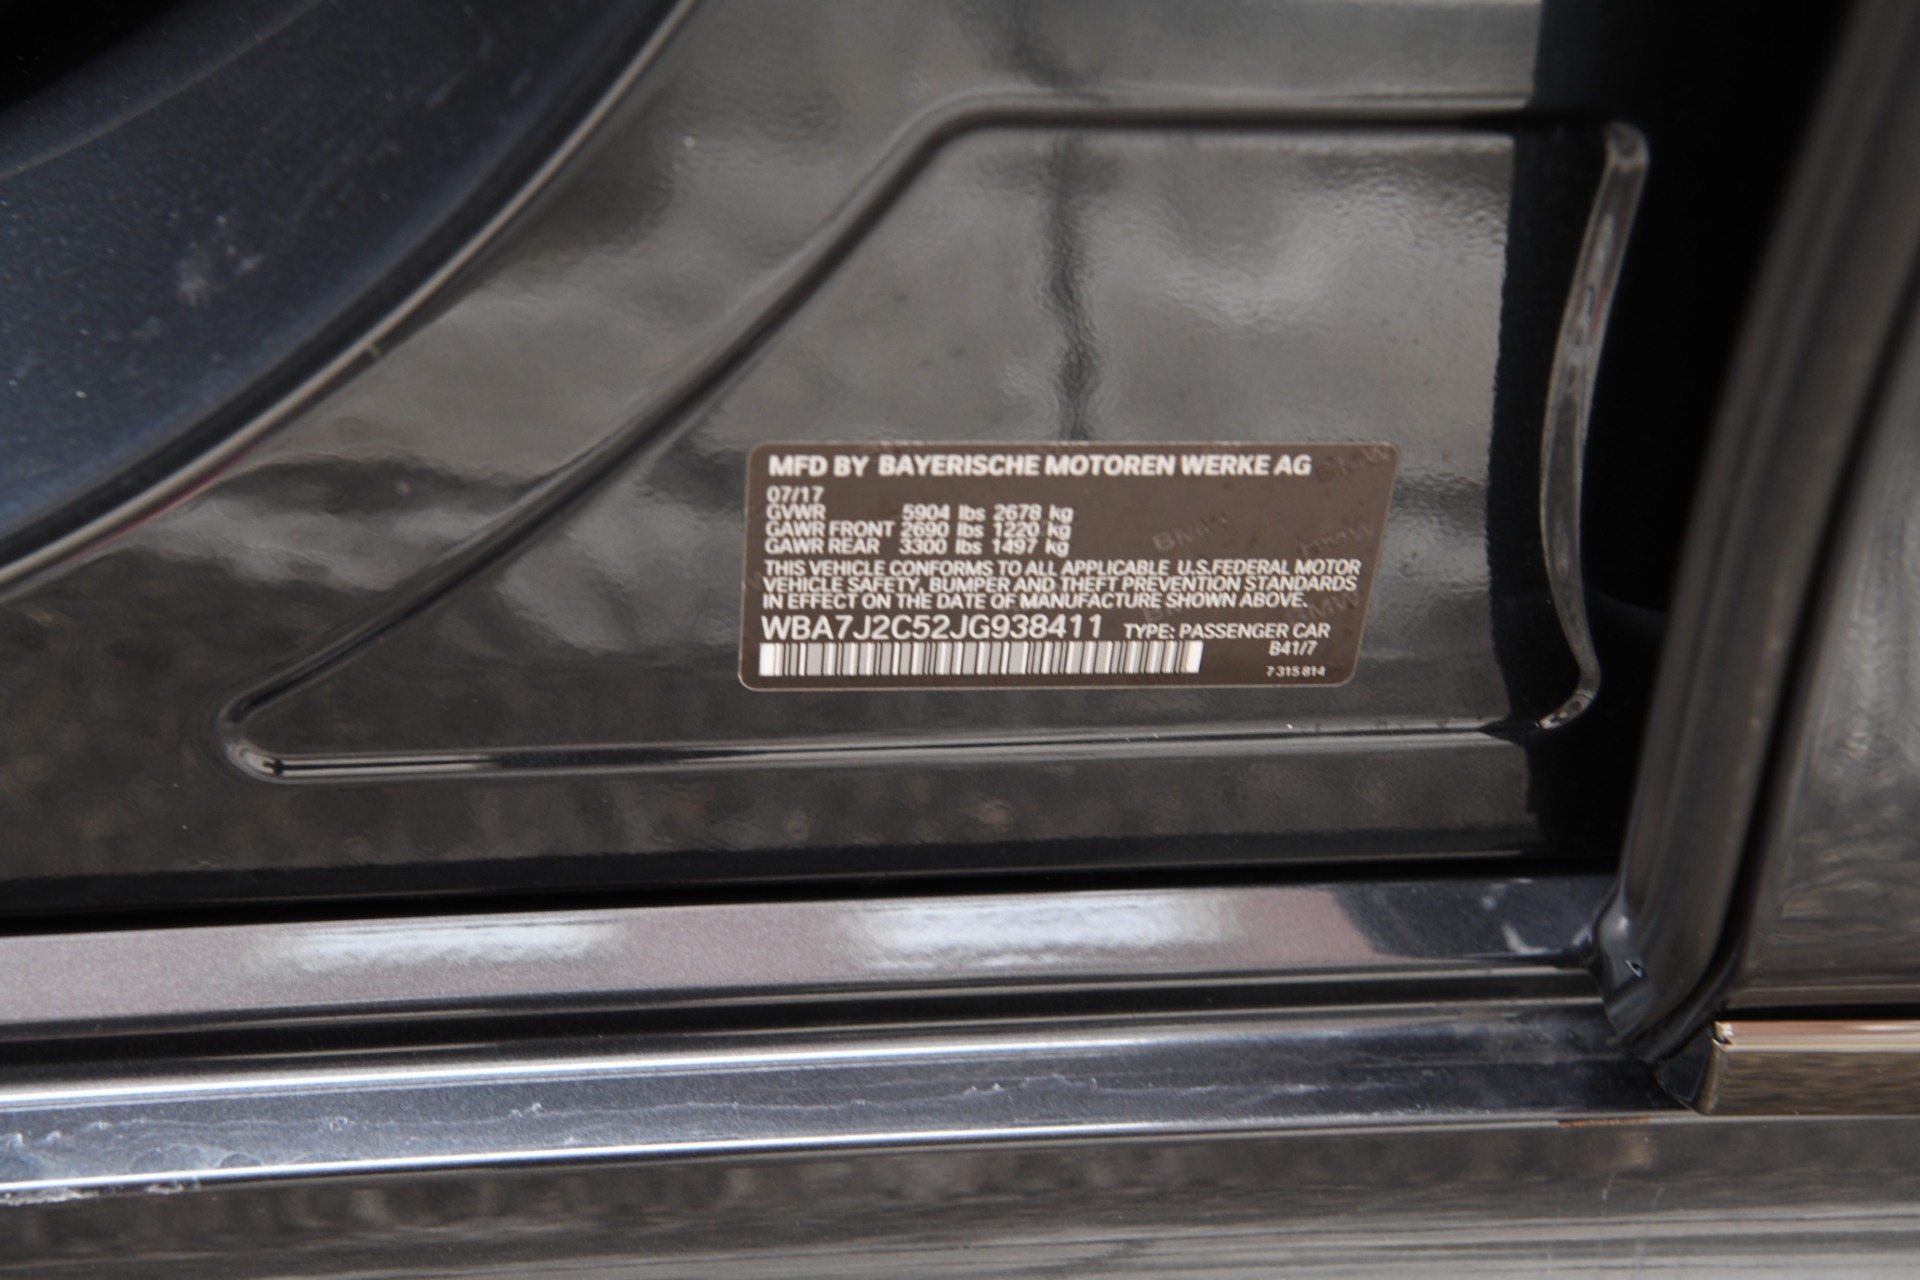 MFD BY BAYERISCHE MOTOREN WERKE AG
07/17
GVWR 5904 lbs 2678 kg
GAWR FRONT 2690 lbs 1220 kg
GAWR REAR 3300 lbs 1497 kg
THIS VEHICLE CONFORMS TO ALL APPLICABLE U.S.FEDERAL MOTOR
VEHICLE SAFETY, BUMPER AND THEFT PREVENTION STANDARDS
IN EFFECT ON THE DATE OF MANUFACTURE SHOWN ABOVE.
WBA7J2C52JG938411 TYPE: PASSENGER CAR
B41/7
7 315 814